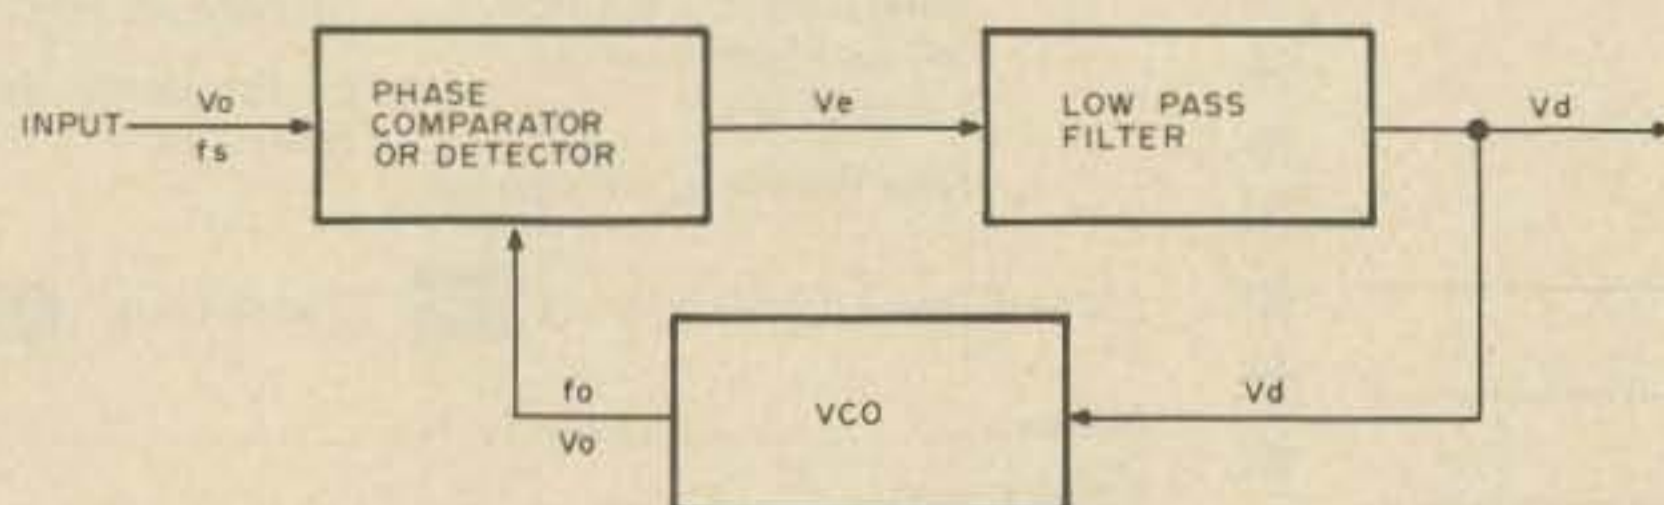 INPUT
Vo
fs
PHASE
COMPARATOR
OR DETECTOR
Ve
LOW PASS
FILTER
Vd
fo
Vo
VCO
Vd